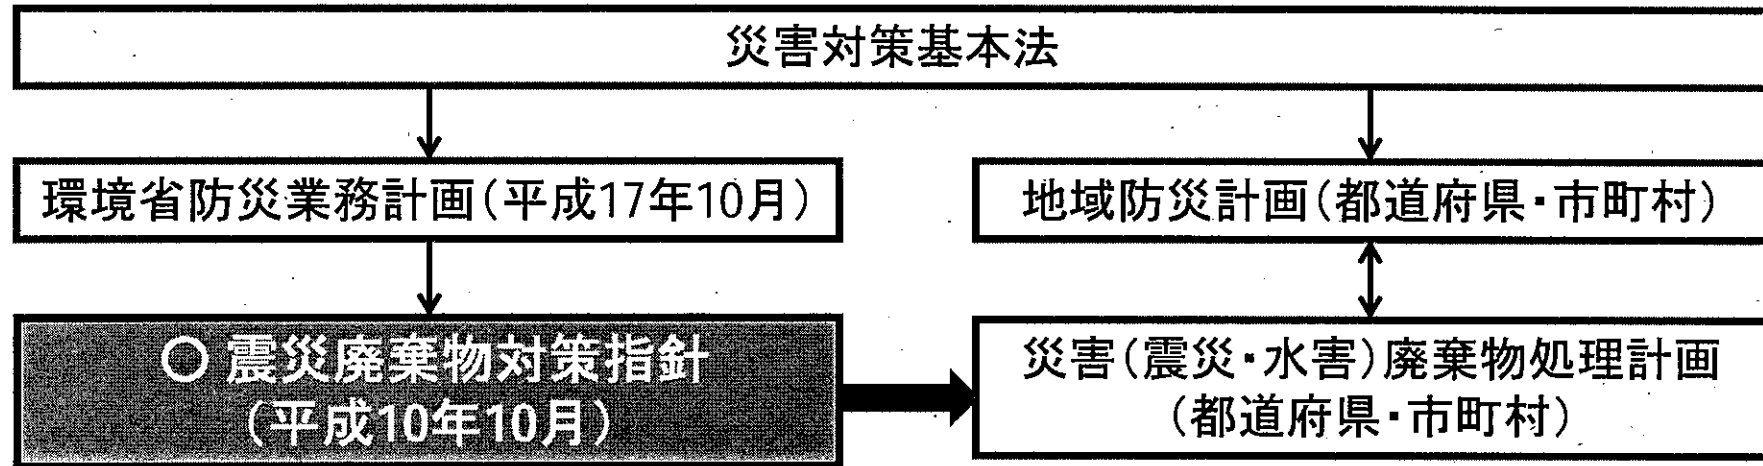 災害対策基本法
環境省防災業務計画(平成17年10月)
地域防災計画(都道府県・市町村)
○ 震災廃棄物対策指針
(平成10年10月)
災害(震災・水害)廃棄物処理計画
(都道府県・市町村)